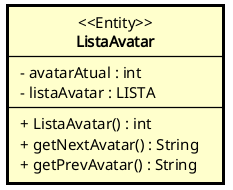 <<Entity>>
ListaAvatar
- avatarAtual : int
- listaAvatar : LISTA
+ ListaAvatar() : int
+ getNextAvatar() : String
+ getPrevAvatar() : String